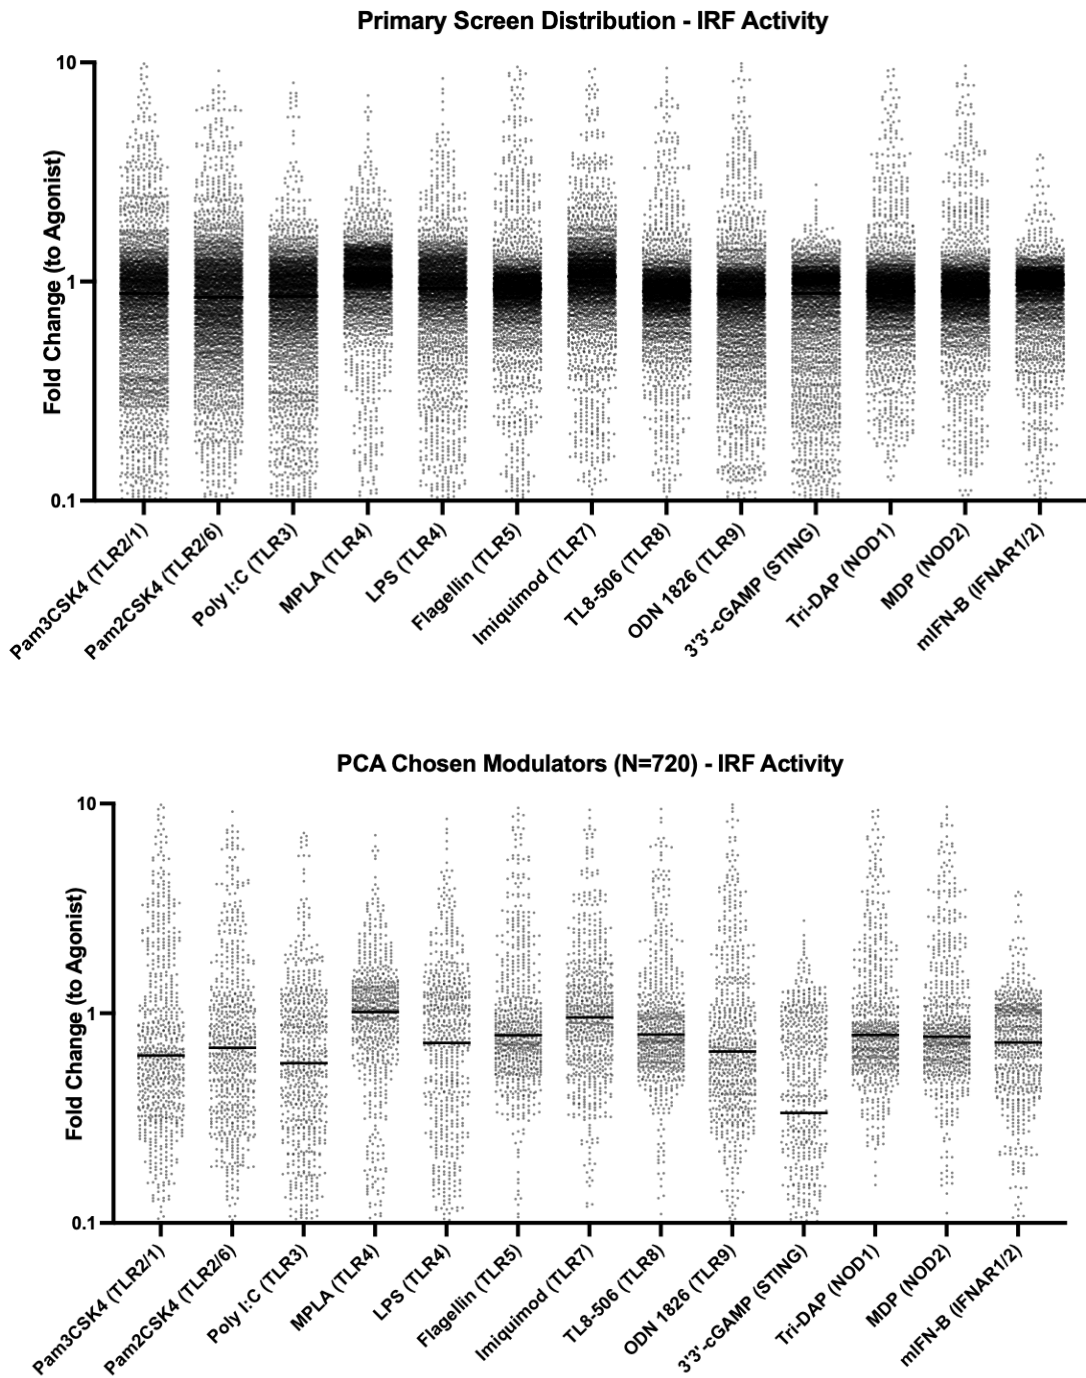 Primary Screen Distribution - IRF Activity
Fold Change (to Agonist)
10
1
0.1
Pam3CSK4 (TLR2/1)
Pam2CSK4 (TLR2/6)
Poly I:C (TLR3)
MPLA (TLR4)
LPS (TLR4)
Flagellin (TLR5)
Imiquimod (TLR7)
TL8-506 (TLR8)
ODN 1826 (TLR9)
3'3'-cGAMP (STING)
Tri-DAP (NOD1)
MDP (NOD2)
mIFN-B (IFNAR1/2)
PCA Chosen Modulators (N=720) - IRF Activity
Fold Change (to Agonist)
10
1
0.1
Pam3CSK4 (TLR2/1)
Pam2CSK4 (TLR2/6)
Poly I:C (TLR3)
MPLA (TLR4)
LPS (TLR4)
Flagellin (TLR5)
Imiquimod (TLR7)
TL8-506 (TLR8)
ODN 1826 (TLR9)
3'3'-cGAMP (STING)
Tri-DAP (NOD1)
MDP (NOD2)
mIFN-B (IFNAR1/2)